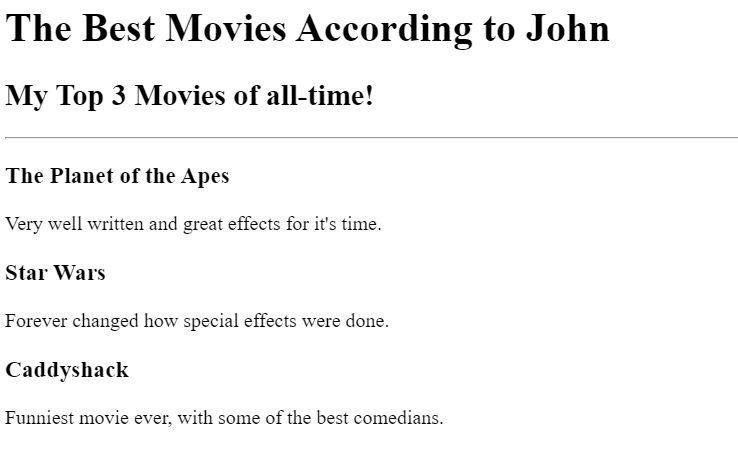 The Best Movies According to John
My Top 3 Movies of all-time!
The Planet of the Apes
Very well written and great effects for it's time.
Star Wars
Forever changed how special effects were done.
Caddyshack
Funniest movie ever, with some of the best comedians.